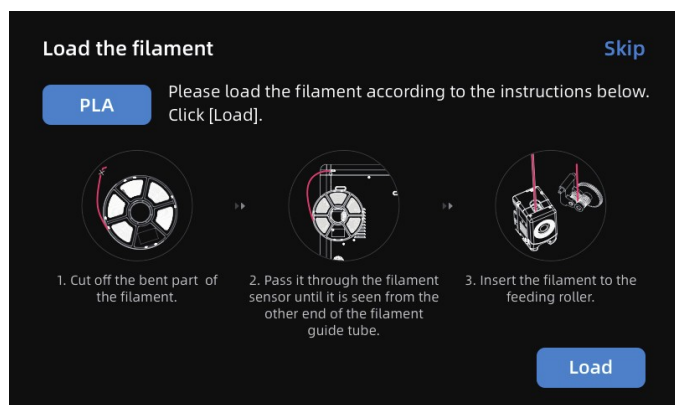 Load the filament
Skip
PLA
Please load the filament according to the instructions below.
Click [Load].
1. Cut off the bent part of
the filament.
2. Pass it through the filament
sensor until it is seen from the
other end of the filament
guide tube.
3. Insert the filament to the
feeding roller.
Load